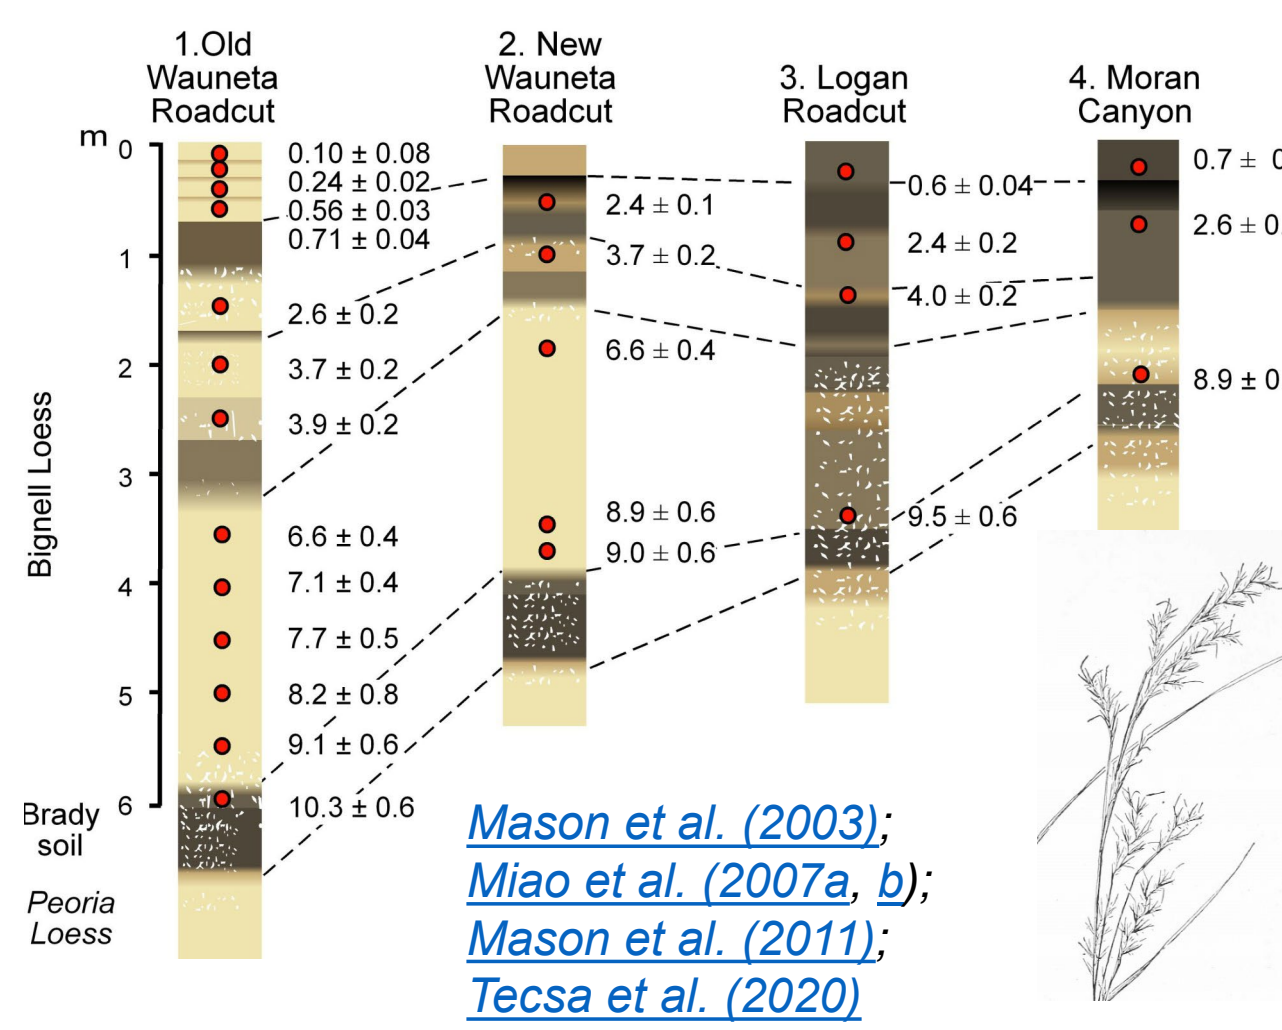 1.Old
Wauneta
Roadcut
2. New
Wauneta
Roadcut
3. Logan
Roadcut
4. Moran
Canyon
m
0
1
2
3
4
5
6
Bignell Loess
Brady
soil
Peoria
Loess
0.10 ± 0.08
0.24 ± 0.02
0.56 ± 0.03
0.71 ± 0.04
2.6 ± 0.2
3.7 ± 0.2
3.9 ± 0.2
6.6 ± 0.4
7.1 ± 0.4
7.7 ± 0.5
8.2 ± 0.8
9.1 ± 0.6
10.3 ± 0.6
2.4 ± 0.1
3.7 ± 0.2
6.6 ± 0.4
8.9 ± 0.6
9.0 ± 0.6
0.6 ± 0.04
2.4 ± 0.2
4.0 ± 0.2
9.5 ± 0.6
0.7 ±
2.6 ±
8.9 ±
Mason et al. (2003);
Miao et al. (2007a, b);
Mason et al. (2011);
Tecsa et al. (2020)